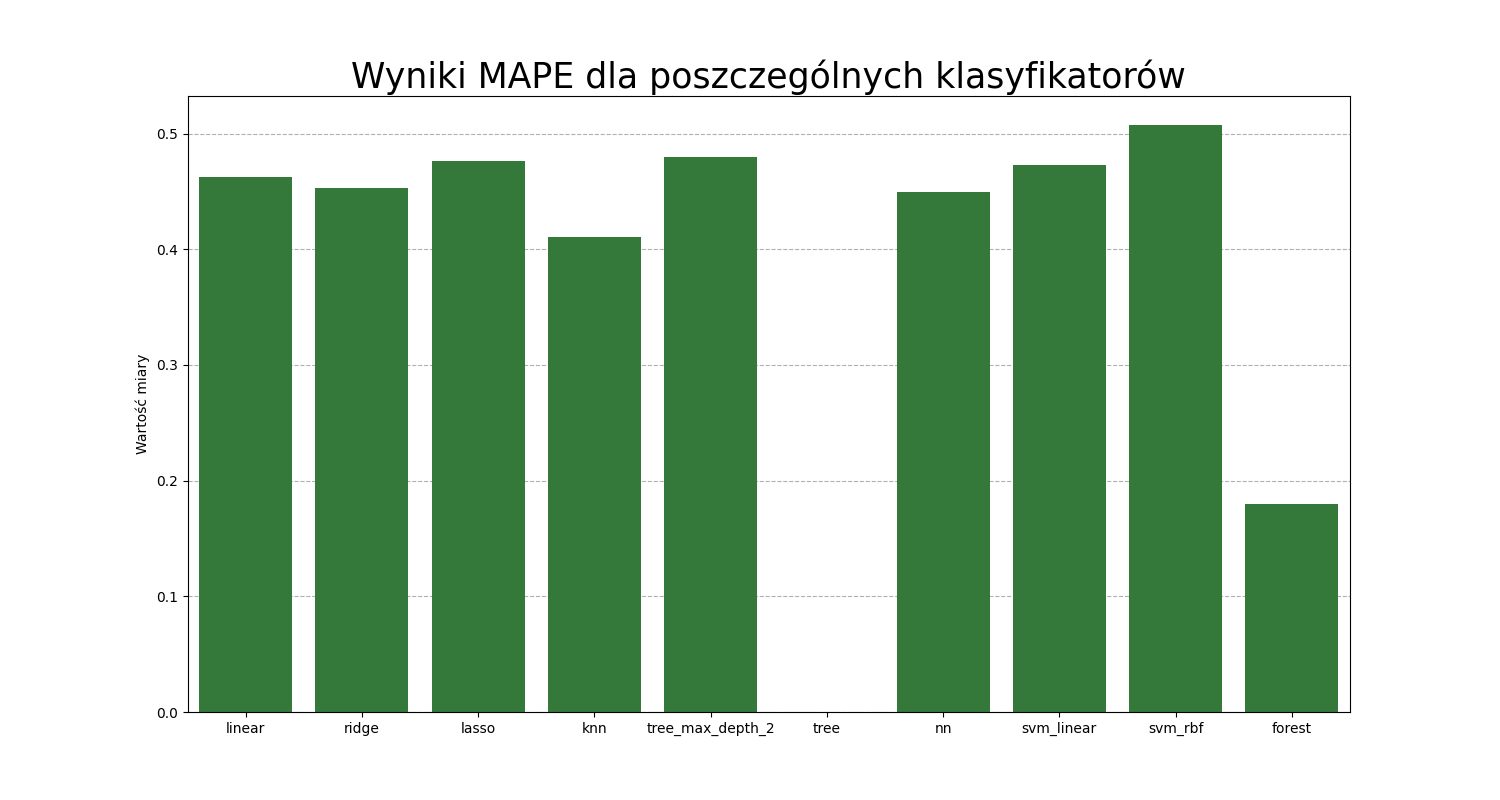 Wyniki MAPE dla poszczególnych klasyfikatorów
Wartość miary
0.5
0.4
0.3
0.2
0.1
0.0
linear ridge lasso knn tree_max_depth_2 tree nn svm_linear svm_rbf forest